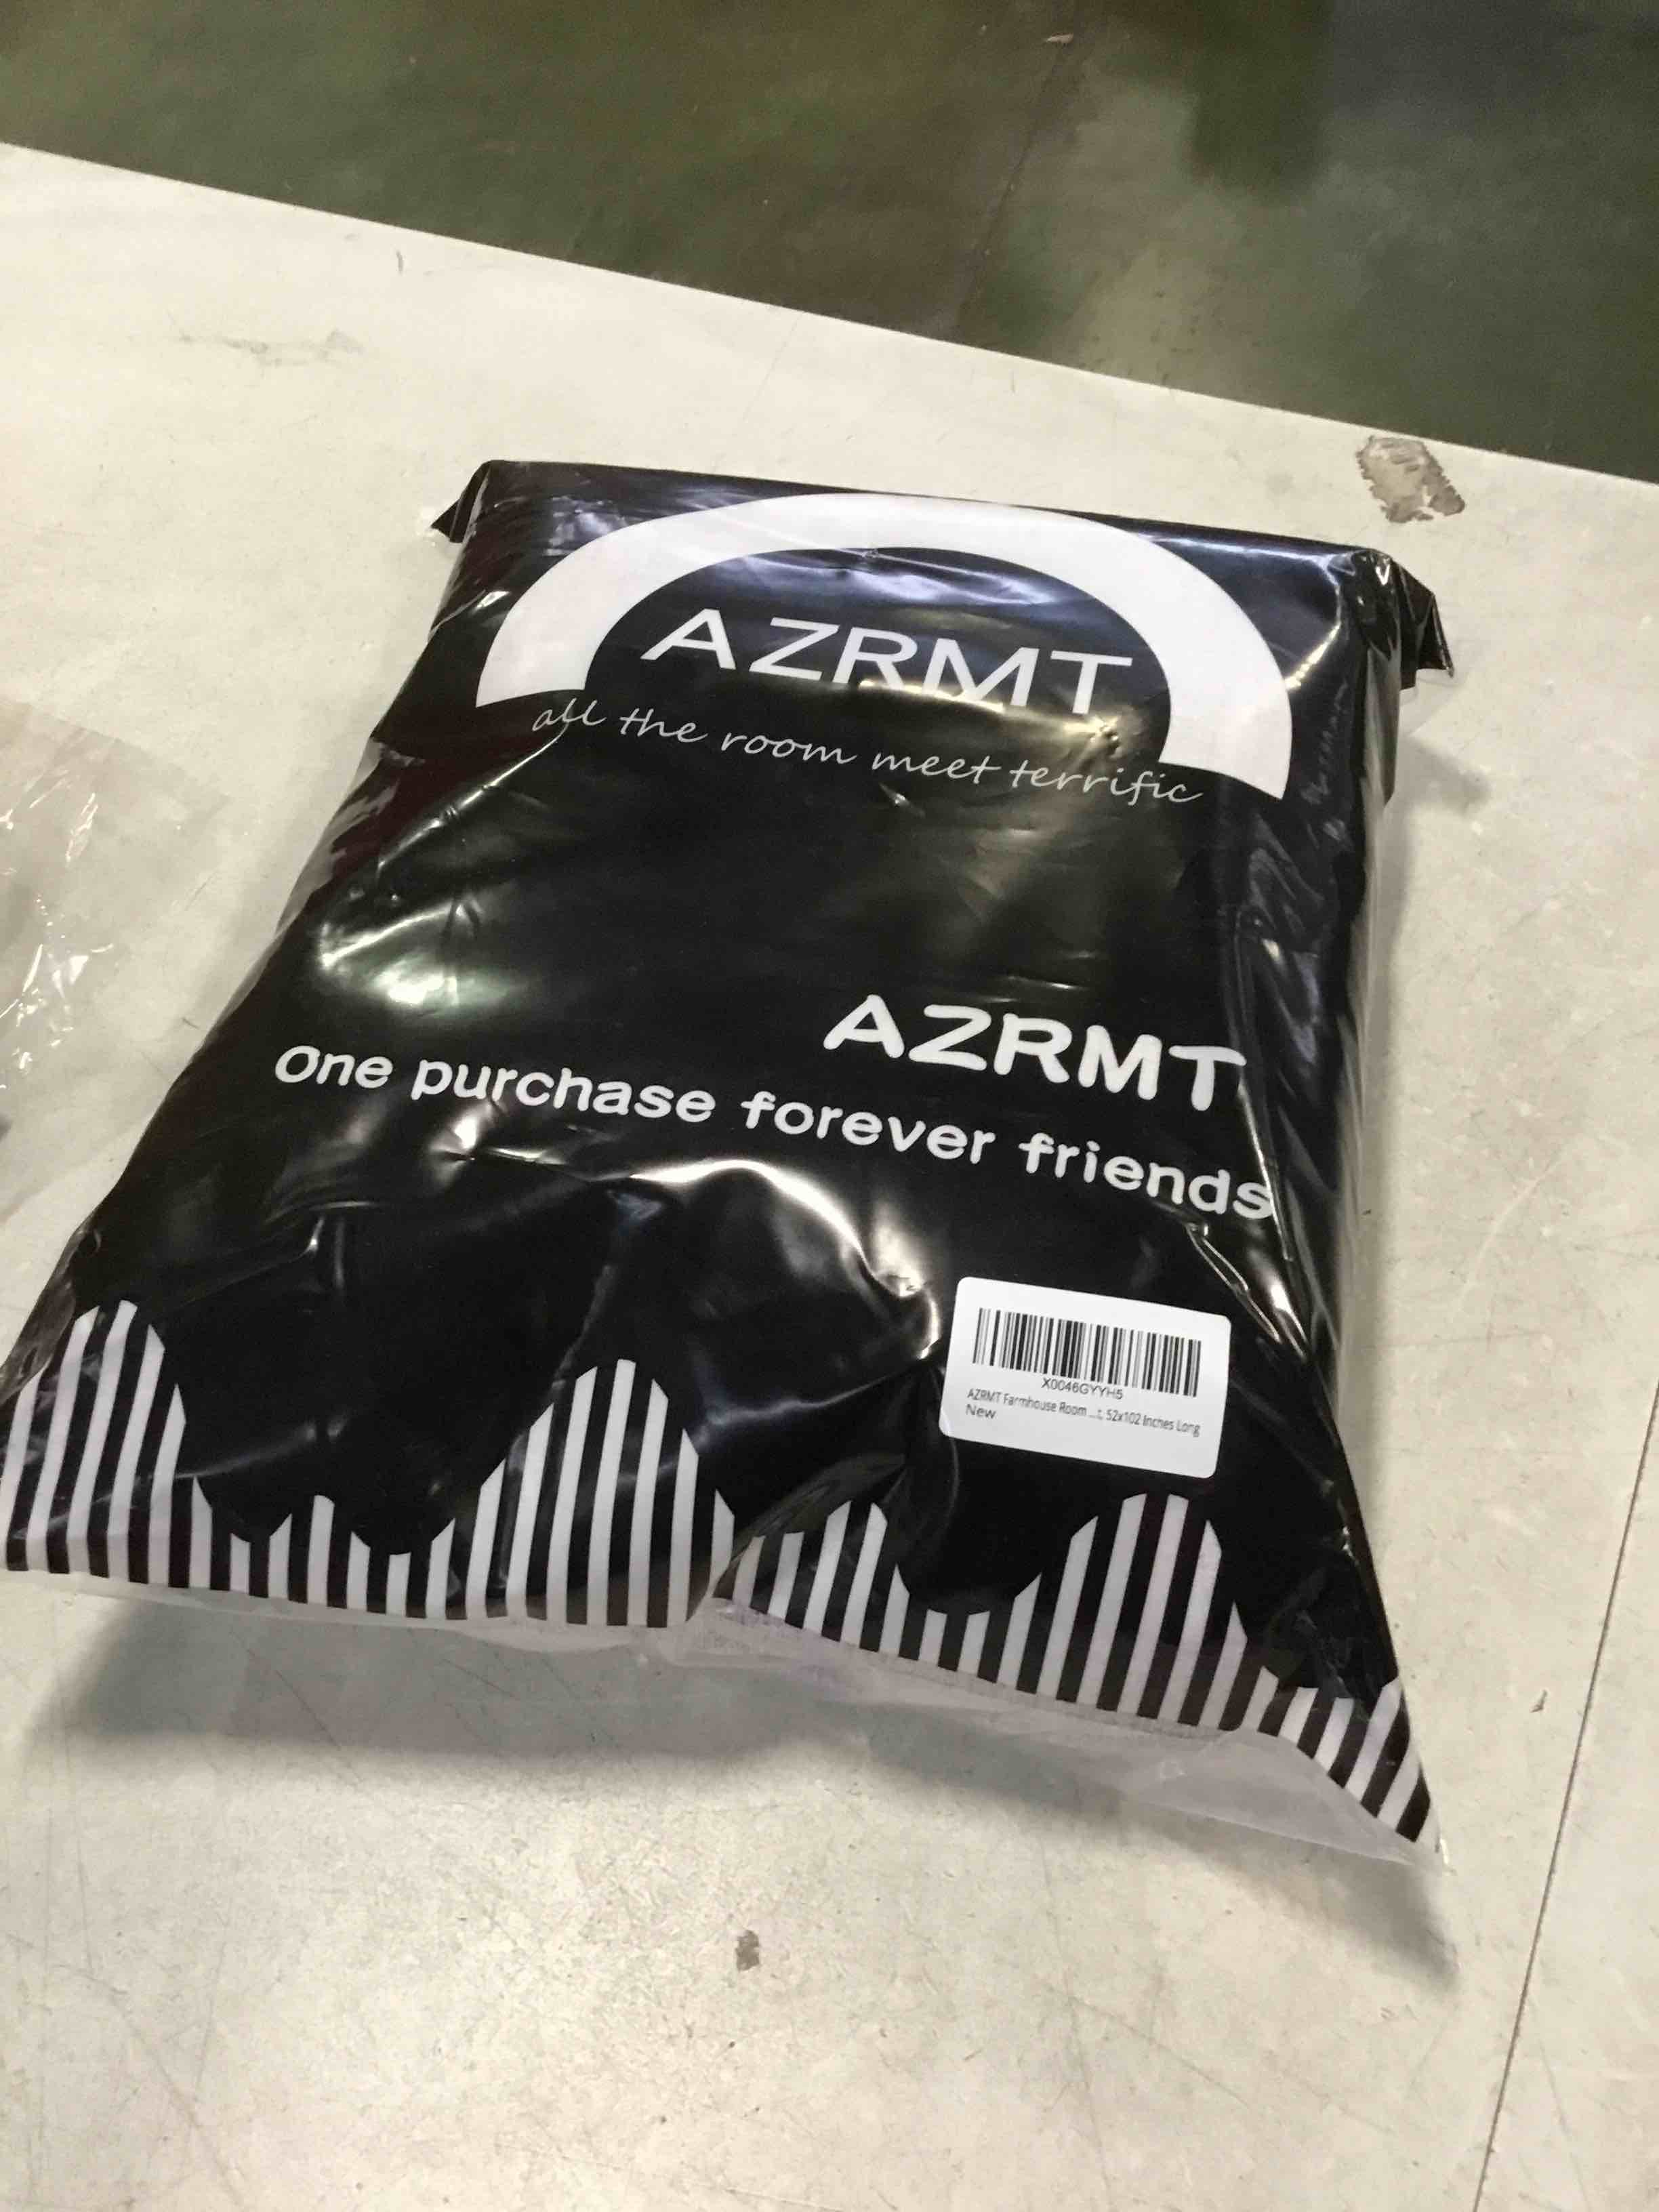 AZRMT
all the room meet terrific
AZRMT
One purchase forever friends
X0046GYYH5
AZRMT Farmhouse Room ...t, 52x102 Inches Long
New